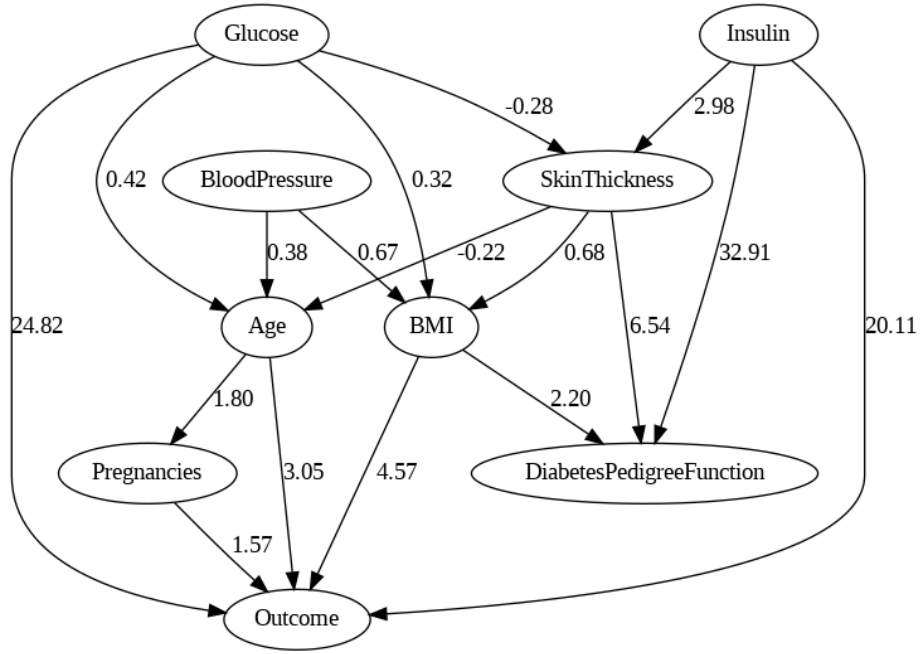 Glucose
Insulin
-0.28
2.98
0.42
BloodPressure
0.32
SkinThickness
0.38
0.67
-0.22
0.68
32.91
24.82
Age
BMI
6.54
20.11
1.80
2.20
Pregnancies
3.05
4.57
DiabetesPedigreeFunction
1.57
Outcome